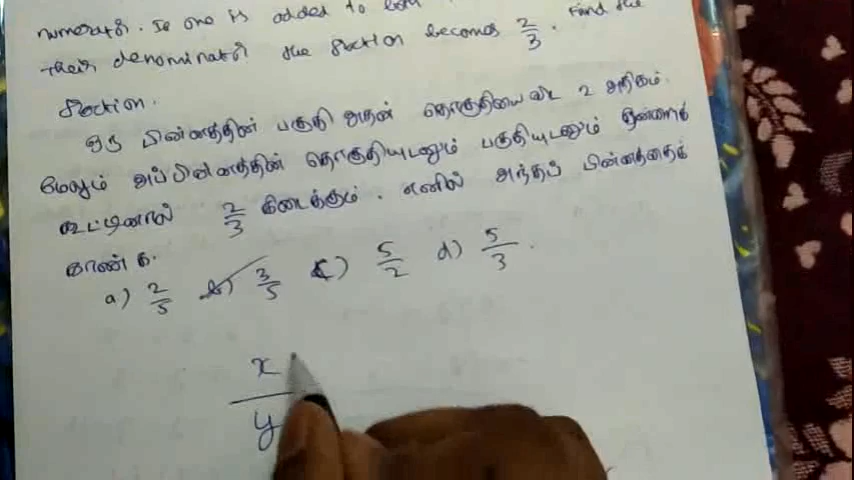 numerator. If one is added to both
their denominator the fraction becomes 2/3. Find the
fraction.
ஒரு பின்னத்தின் பகுதி அதன் தொகுதியை விட 2 அதிகம்.
மேலும் அப்பின்னத்தின் தொகுதியுடனும் பகுதியுடனும் ஒன்றைக்
கூட்டினால் 2/3 கிடைக்கும். எனில் அந்தப் பின்னத்தைக்
காண்க.
a) 2/5 b) 3/5 c) 5/2 d) 5/3.
x
y